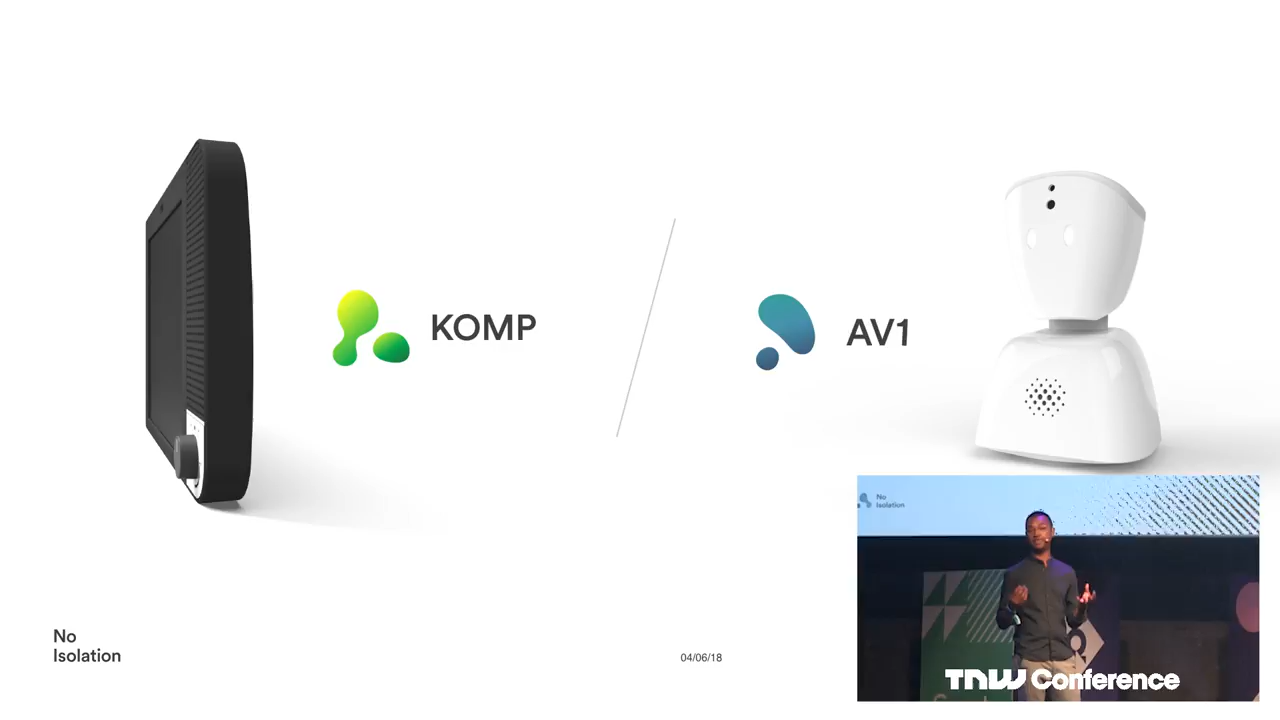 KOMP
AV1
No
Isolation
04/06/18
No
Isolation
TNW Conference